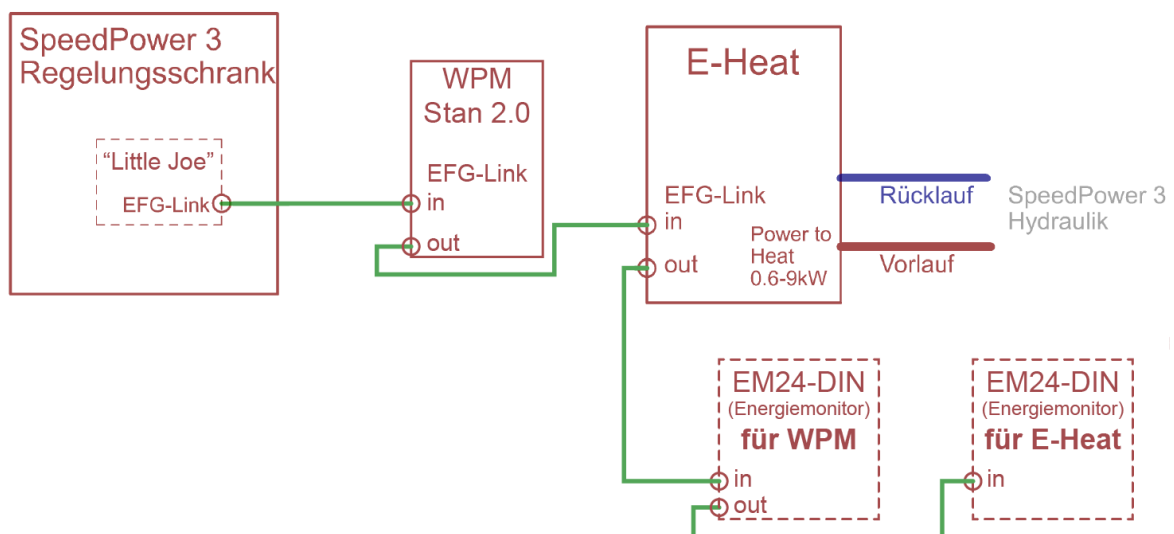 SpeedPower 3
Regelungsschrank
"Little Joe"
EFG-Link
WPM
Stan 2.0
EFG-Link
in
out
E-Heat
EFG-Link
in
out
Power to
Heat
0.6-9kW
Rücklauf
Vorlauf
SpeedPower 3
Hydraulik
EM24-DIN
(Energiemonitor)
für WPM
in
out
EM24-DIN
(Energiemonitor)
für E-Heat
in